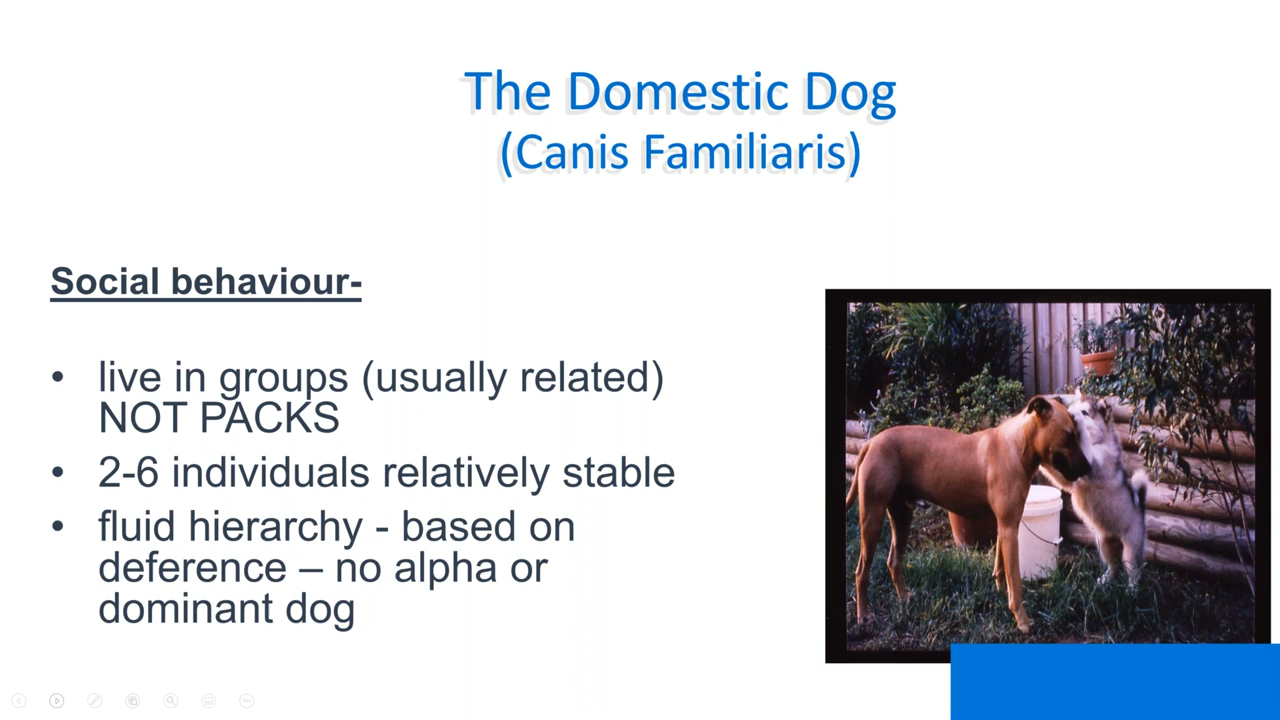 The Domestic Dog
(Canis Familiaris)
Social behaviour-
• live in groups (usually related)
NOT PACKS
• 2-6 individuals relatively stable
• fluid hierarchy - based on
deference – no alpha or
dominant dog